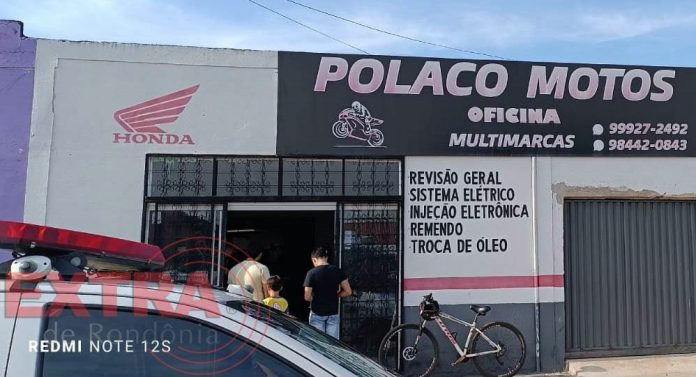 POLACO MOTOS
OFICINA
MULTIMARCAS
99927-2492
98442-0843
HONDA
REVISÃO GERAL
SISTEMA ELÉTRICO
INJEÇÃO ELETRÔNICA
REMENDO
TROCA DE ÓLEO
EXTRA
de Rondônia
REDMI NOTE 12S